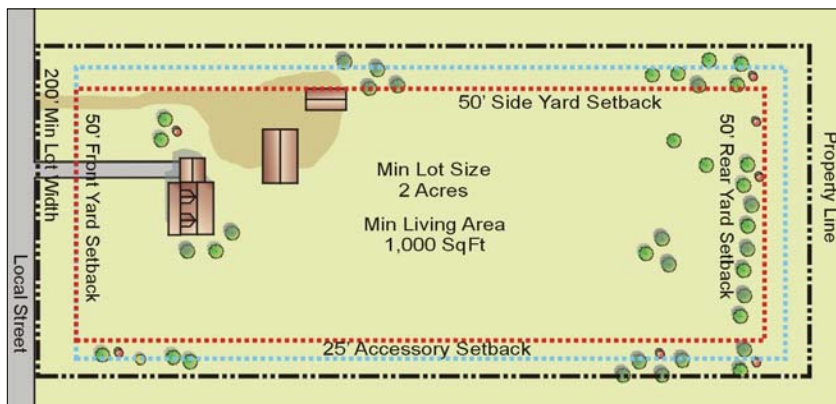 Local Street
200' Min Lot Width
50' Front Yard Setback
50' Side Yard Setback
Min Lot Size
2 Acres
Min Living Area
1,000 SqFt
25' Accessory Setback
50' Rear Yard Setback
Property Line